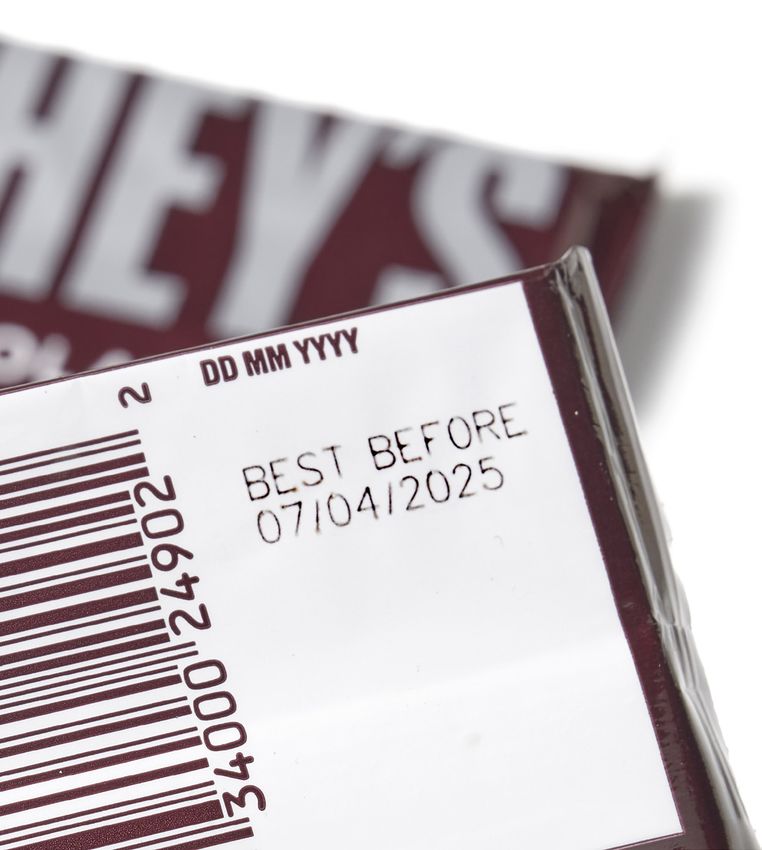 HEY'S
DD MM YYYY
BEST BEFORE
07/04/2025
34000 24902 2